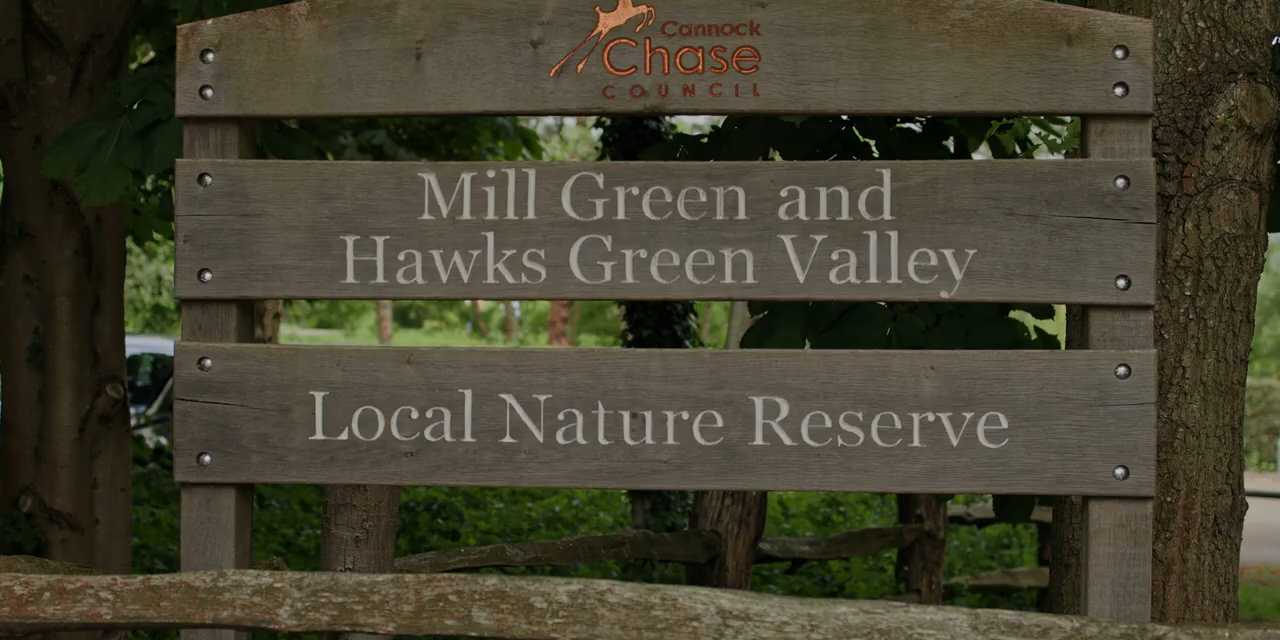 Cannock
Chase
COUNCIL
Mill Green and
Hawks Green Valley
Local Nature Reserve